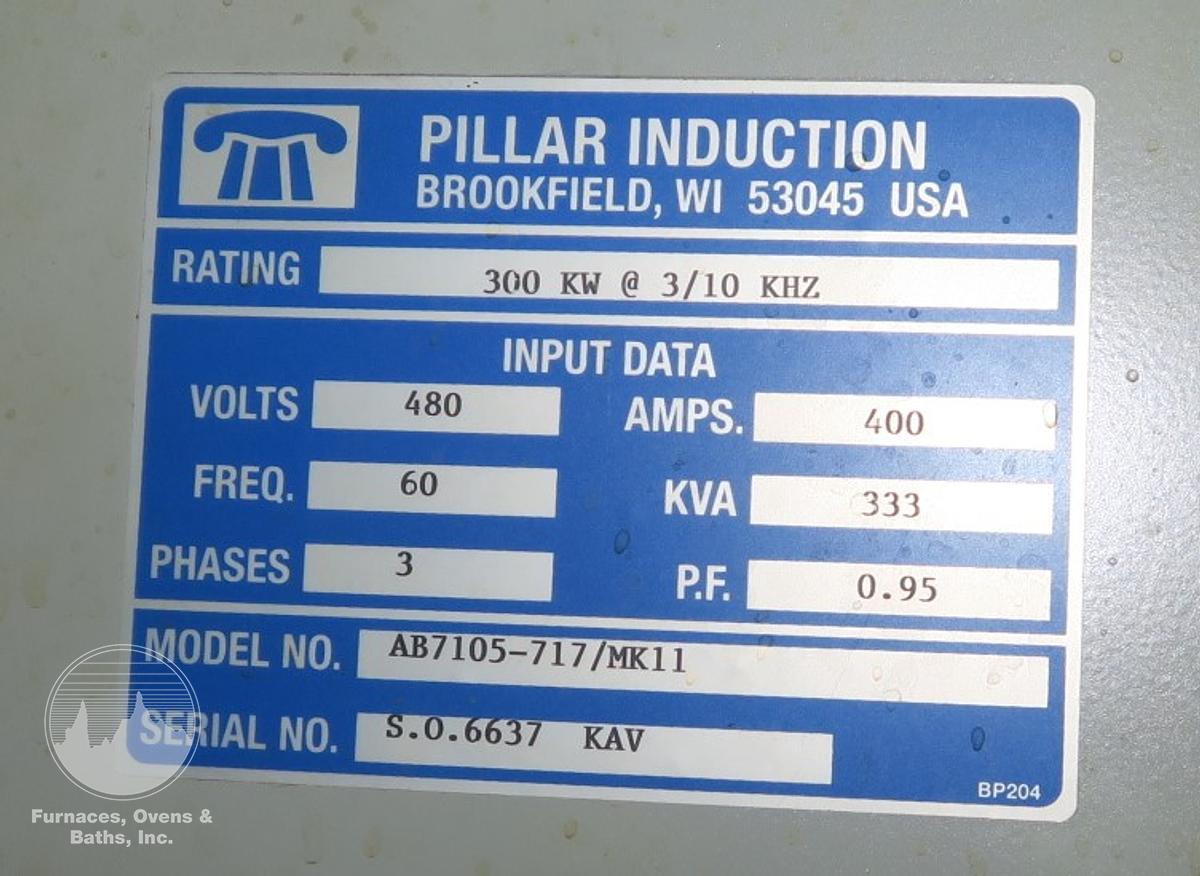 PILLAR INDUCTION
BROOKFIELD, WI 53045 USA
RATING 300 KW @ 3/10 KHZ
INPUT DATA
VOLTS 480 AMPS. 400
FREQ. 60 KVA 333
PHASES 3 P.F. 0.95
MODEL NO. AB7105-717/MK11
SERIAL NO. S.O.6637 KAV
BP204
Furnaces, Ovens &
Baths, Inc.